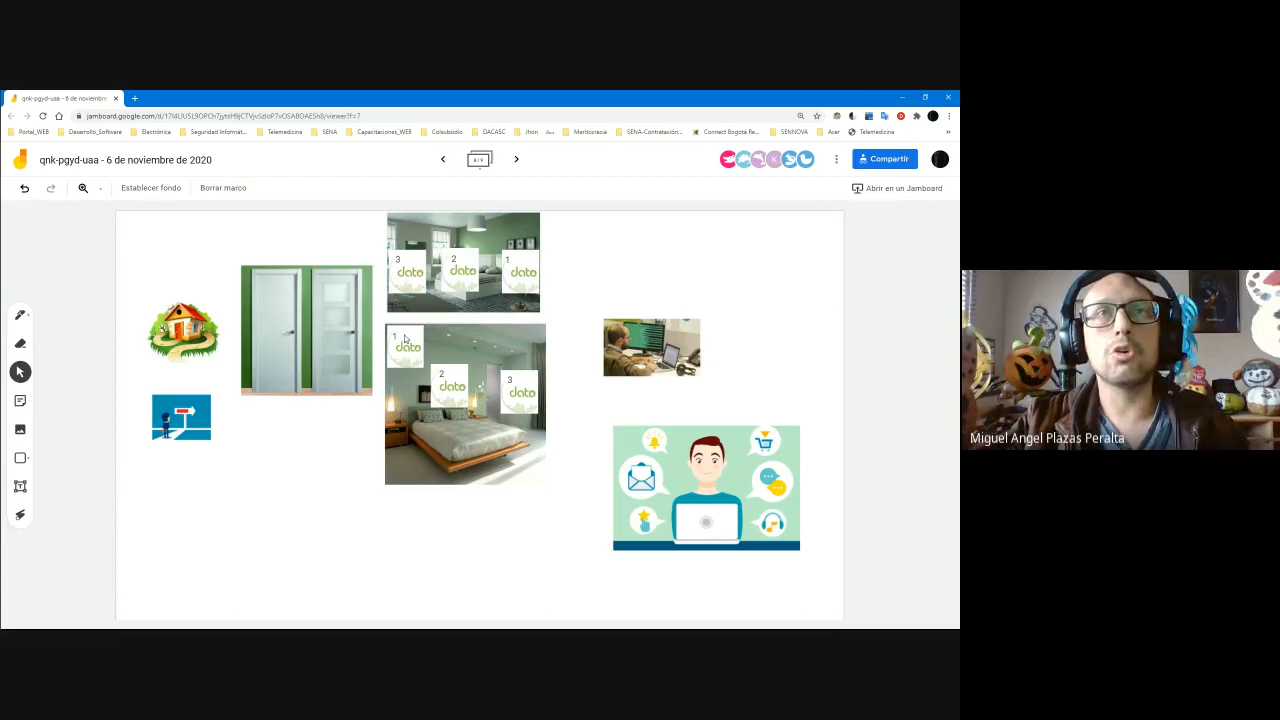 qnk-pgyd-uaa - 6 de noviembre
jamboard.google.com/d/17I4LlUSL9OPCh7jytsH9jCTVjvSzIoP7vOSABOAESh8/viewer?f=7
Portal_WEB
Desarrollo_Software
Electrónica
Seguridad Informát...
Telemedicina
SENA
Capacitaciones_WEB
Colsubsidio
DACASC
Jhon
Meritocracia
SENA-Contratación...
Connect Bogotá Re...
SENNOVA
Acer
Telemedicina
qnk-pgyd-uaa - 6 de noviembre de 2020
8 / 9
K
Compartir
Establecer fondo
Borrar marco
Abrir en un Jamboard
3
dato
2
dato
1
dato
1
dato
2
dato
3
dato
Miguel Angel Plazas Peralta